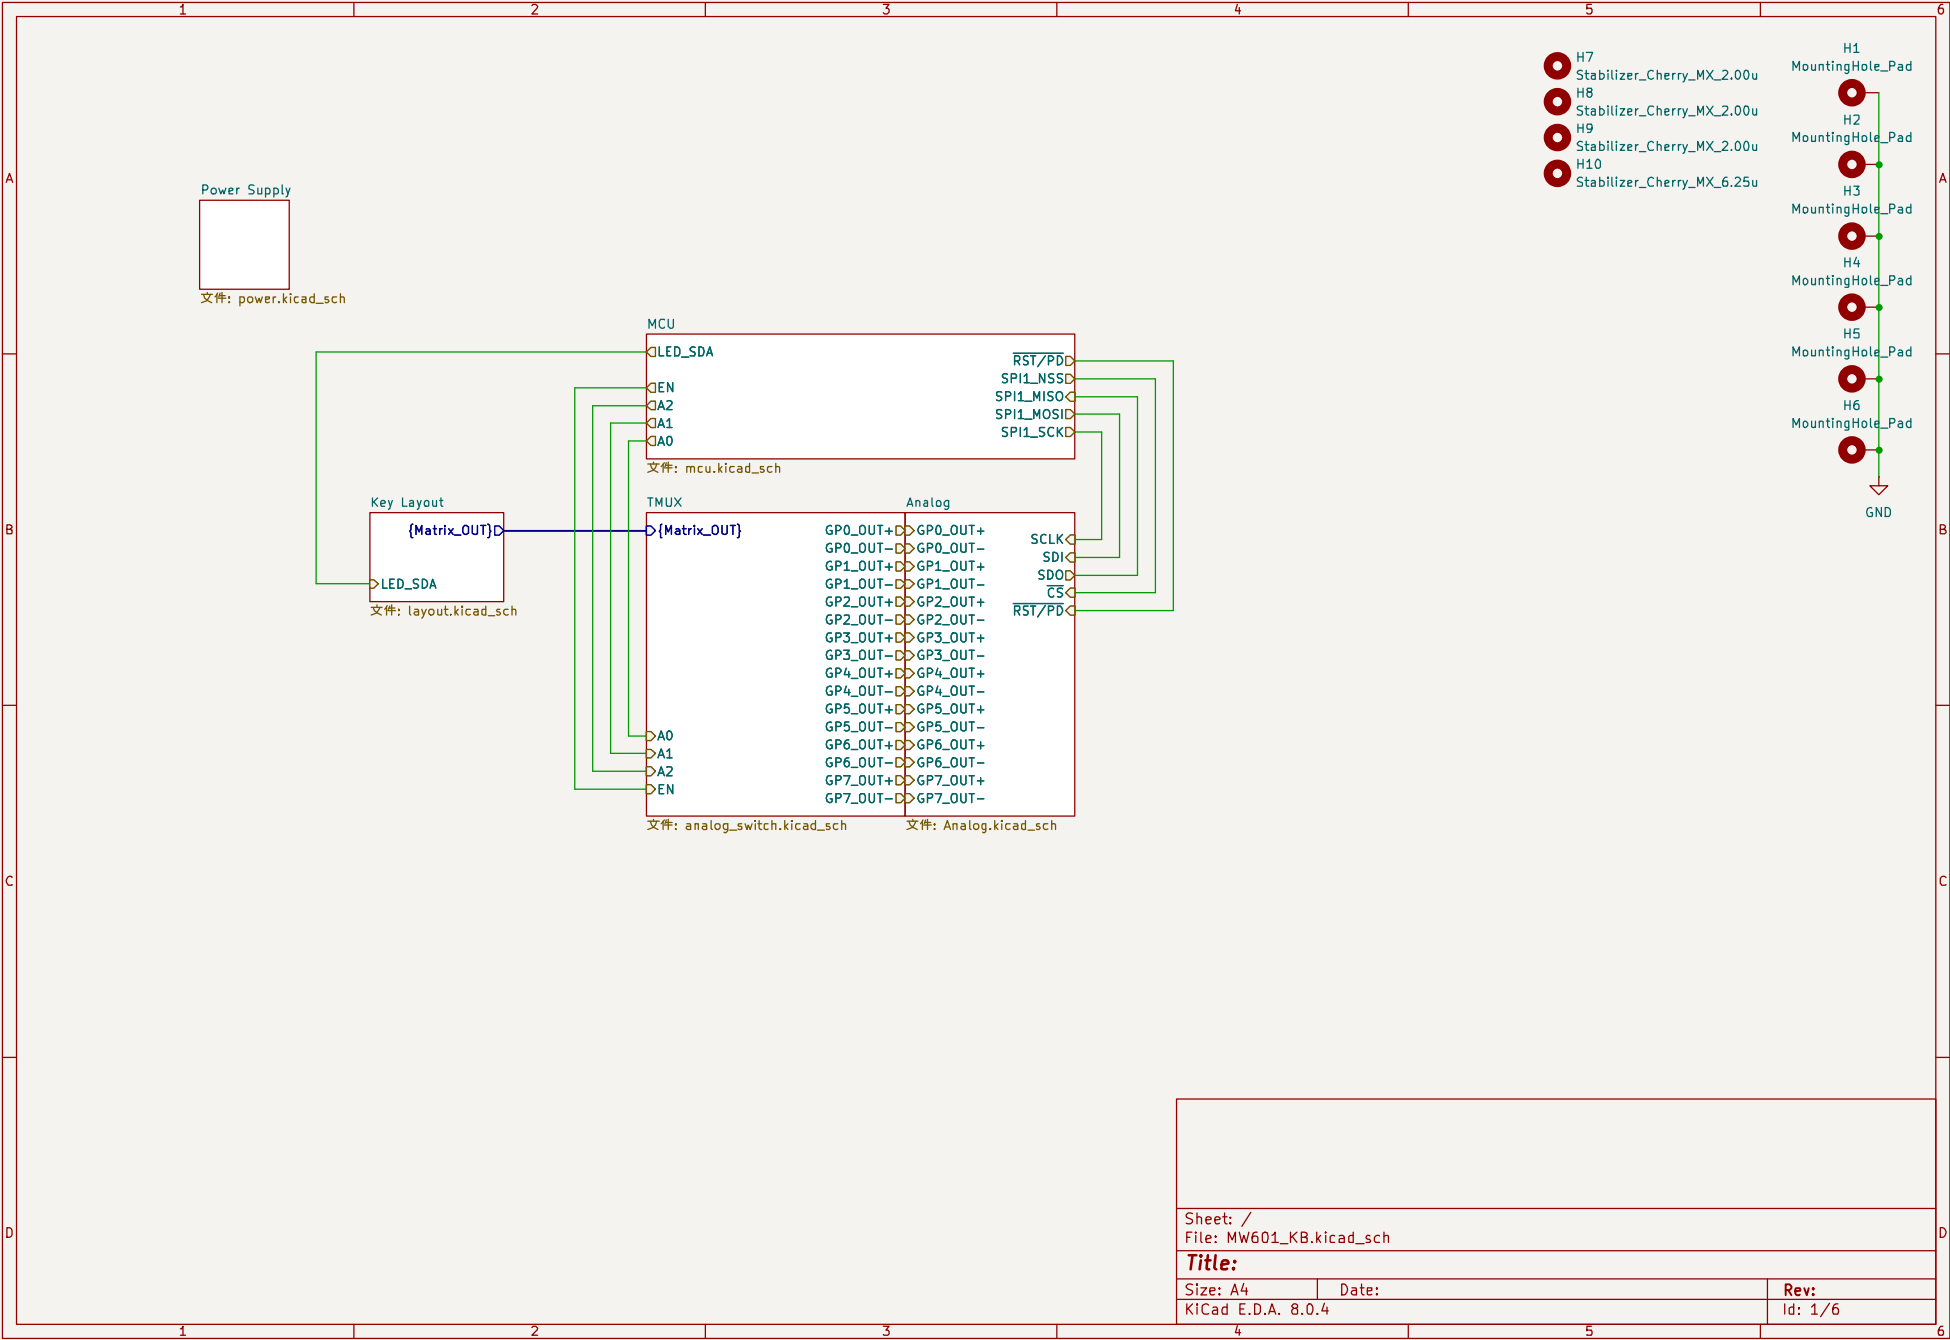 1 2 3 4 5 6
H7
Stabilizer_Cherry_MX_2.00u
H8
Stabilizer_Cherry_MX_2.00u
H9
Stabilizer_Cherry_MX_2.00u
H10
Stabilizer_Cherry_MX_6.25u
H1
MountingHole_Pad
H2
MountingHole_Pad
H3
MountingHole_Pad
H4
MountingHole_Pad
H5
MountingHole_Pad
H6
MountingHole_Pad
GND
A A
Power Supply
文件: power.kicad_sch
MCU
LED_SDA
EN
A2
A1
A0
RST/PD
SPI1_NSS
SPI1_MISO
SPI1_MOSI
SPI1_SCK
文件: mcu.kicad_sch
B B
Key Layout
{Matrix_OUT}
LED_SDA
文件: layout.kicad_sch
TMUX
{Matrix_OUT}
A0
A1
A2
EN
GP0_OUT+
GP0_OUT-
GP1_OUT+
GP1_OUT-
GP2_OUT+
GP2_OUT-
GP3_OUT+
GP3_OUT-
GP4_OUT+
GP4_OUT-
GP5_OUT+
GP5_OUT-
GP6_OUT+
GP6_OUT-
GP7_OUT+
GP7_OUT-
文件: analog_switch.kicad_sch
Analog
GP0_OUT+
GP0_OUT-
GP1_OUT+
GP1_OUT-
GP2_OUT+
GP2_OUT-
GP3_OUT+
GP3_OUT-
GP4_OUT+
GP4_OUT-
GP5_OUT+
GP5_OUT-
GP6_OUT+
GP6_OUT-
GP7_OUT+
GP7_OUT-
SCLK
SDI
SDO
CS
RST/PD
文件: Analog.kicad_sch
C C
D D
Sheet: /
File: MW601_KB.kicad_sch
Title:
Size: A4 Date: Rev:
KiCad E.D.A. 8.0.4 Id: 1/6
1 2 3 4 5 6